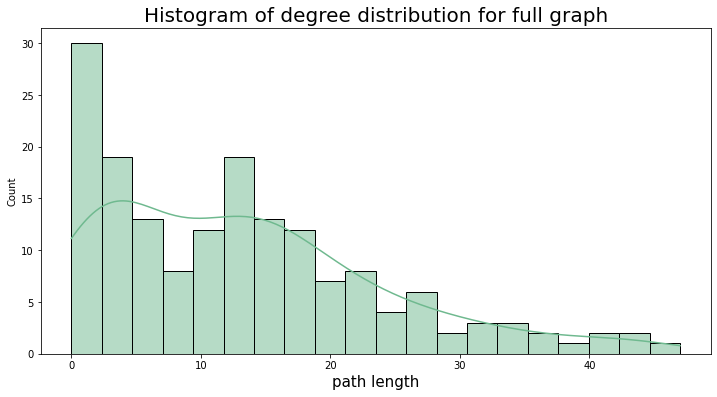 Histogram of degree distribution for full graph
30
25
20
15
10
5
0
Count
0 10 20 30 40
path length